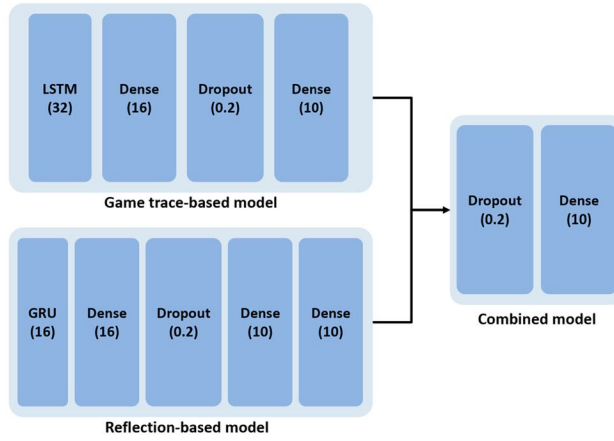 LSTM
(32)
Dense
(16)
Dropout
(0.2)
Dense
(10)
Game trace-based model
GRU
(16)
Dense
(16)
Dropout
(0.2)
Dense
(10)
Dense
(10)
Reflection-based model
Dropout
(0.2)
Dense
(10)
Combined model